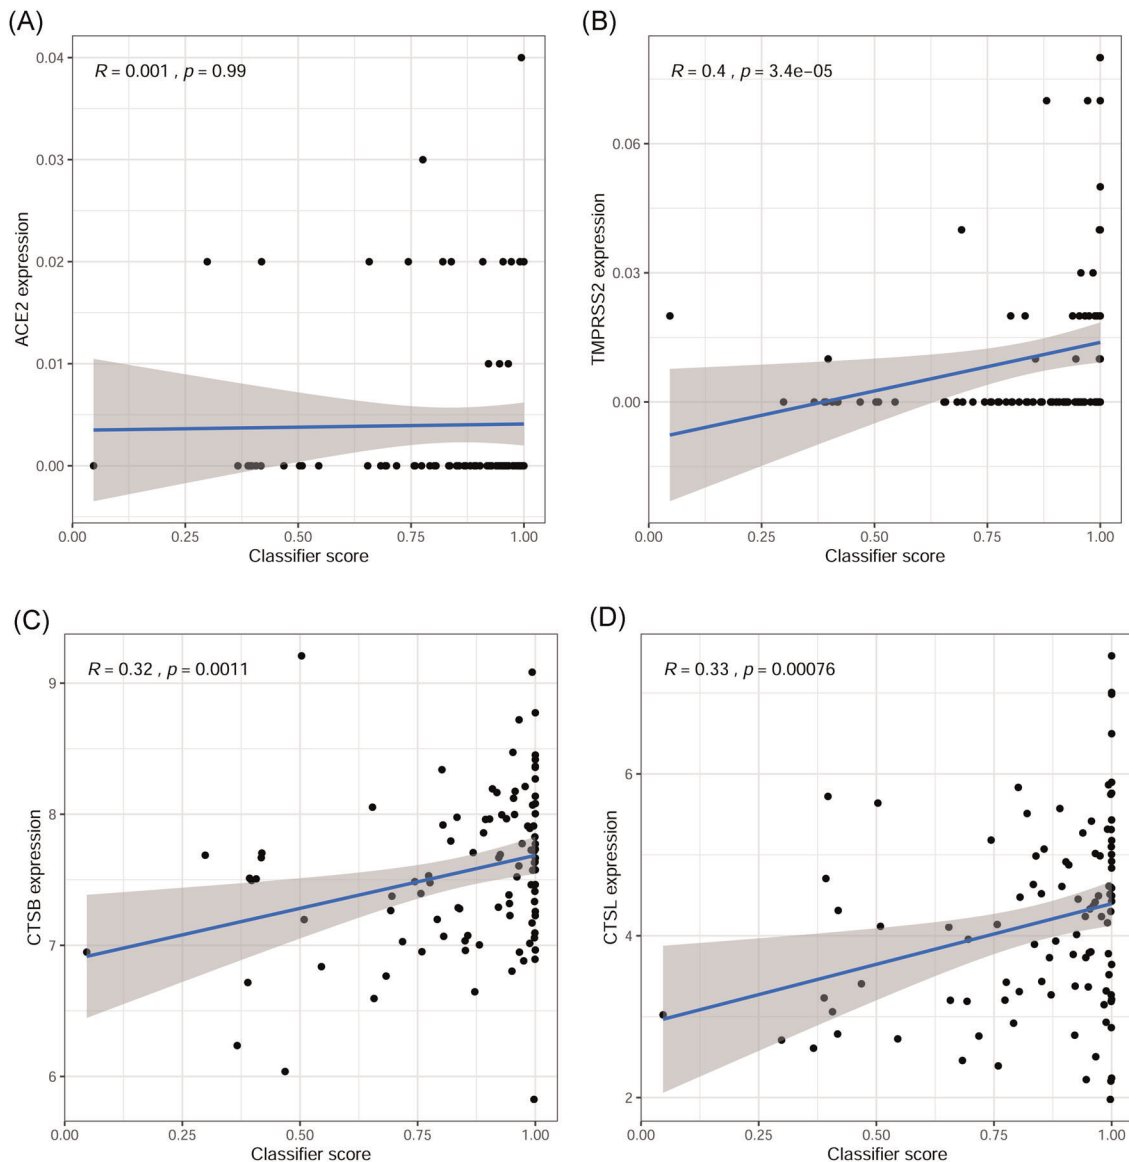 (A)
R = 0.001 , p = 0.99
0.04
0.03
0.02
0.01
0.00
ACE2 expression
0.00 0.25 0.50 0.75 1.00
Classifier score
(B)
R = 0.4 , p = 3.4e−05
0.06
0.03
0.00
TMPRSS2 expression
0.00 0.25 0.50 0.75 1.00
Classifier score
(C)
R = 0.32 , p = 0.0011
9
8
7
6
CTSB expression
0.00 0.25 0.50 0.75 1.00
Classifier score
(D)
R = 0.33 , p = 0.00076
6
4
2
CTSL expression
0.00 0.25 0.50 0.75 1.00
Classifier score